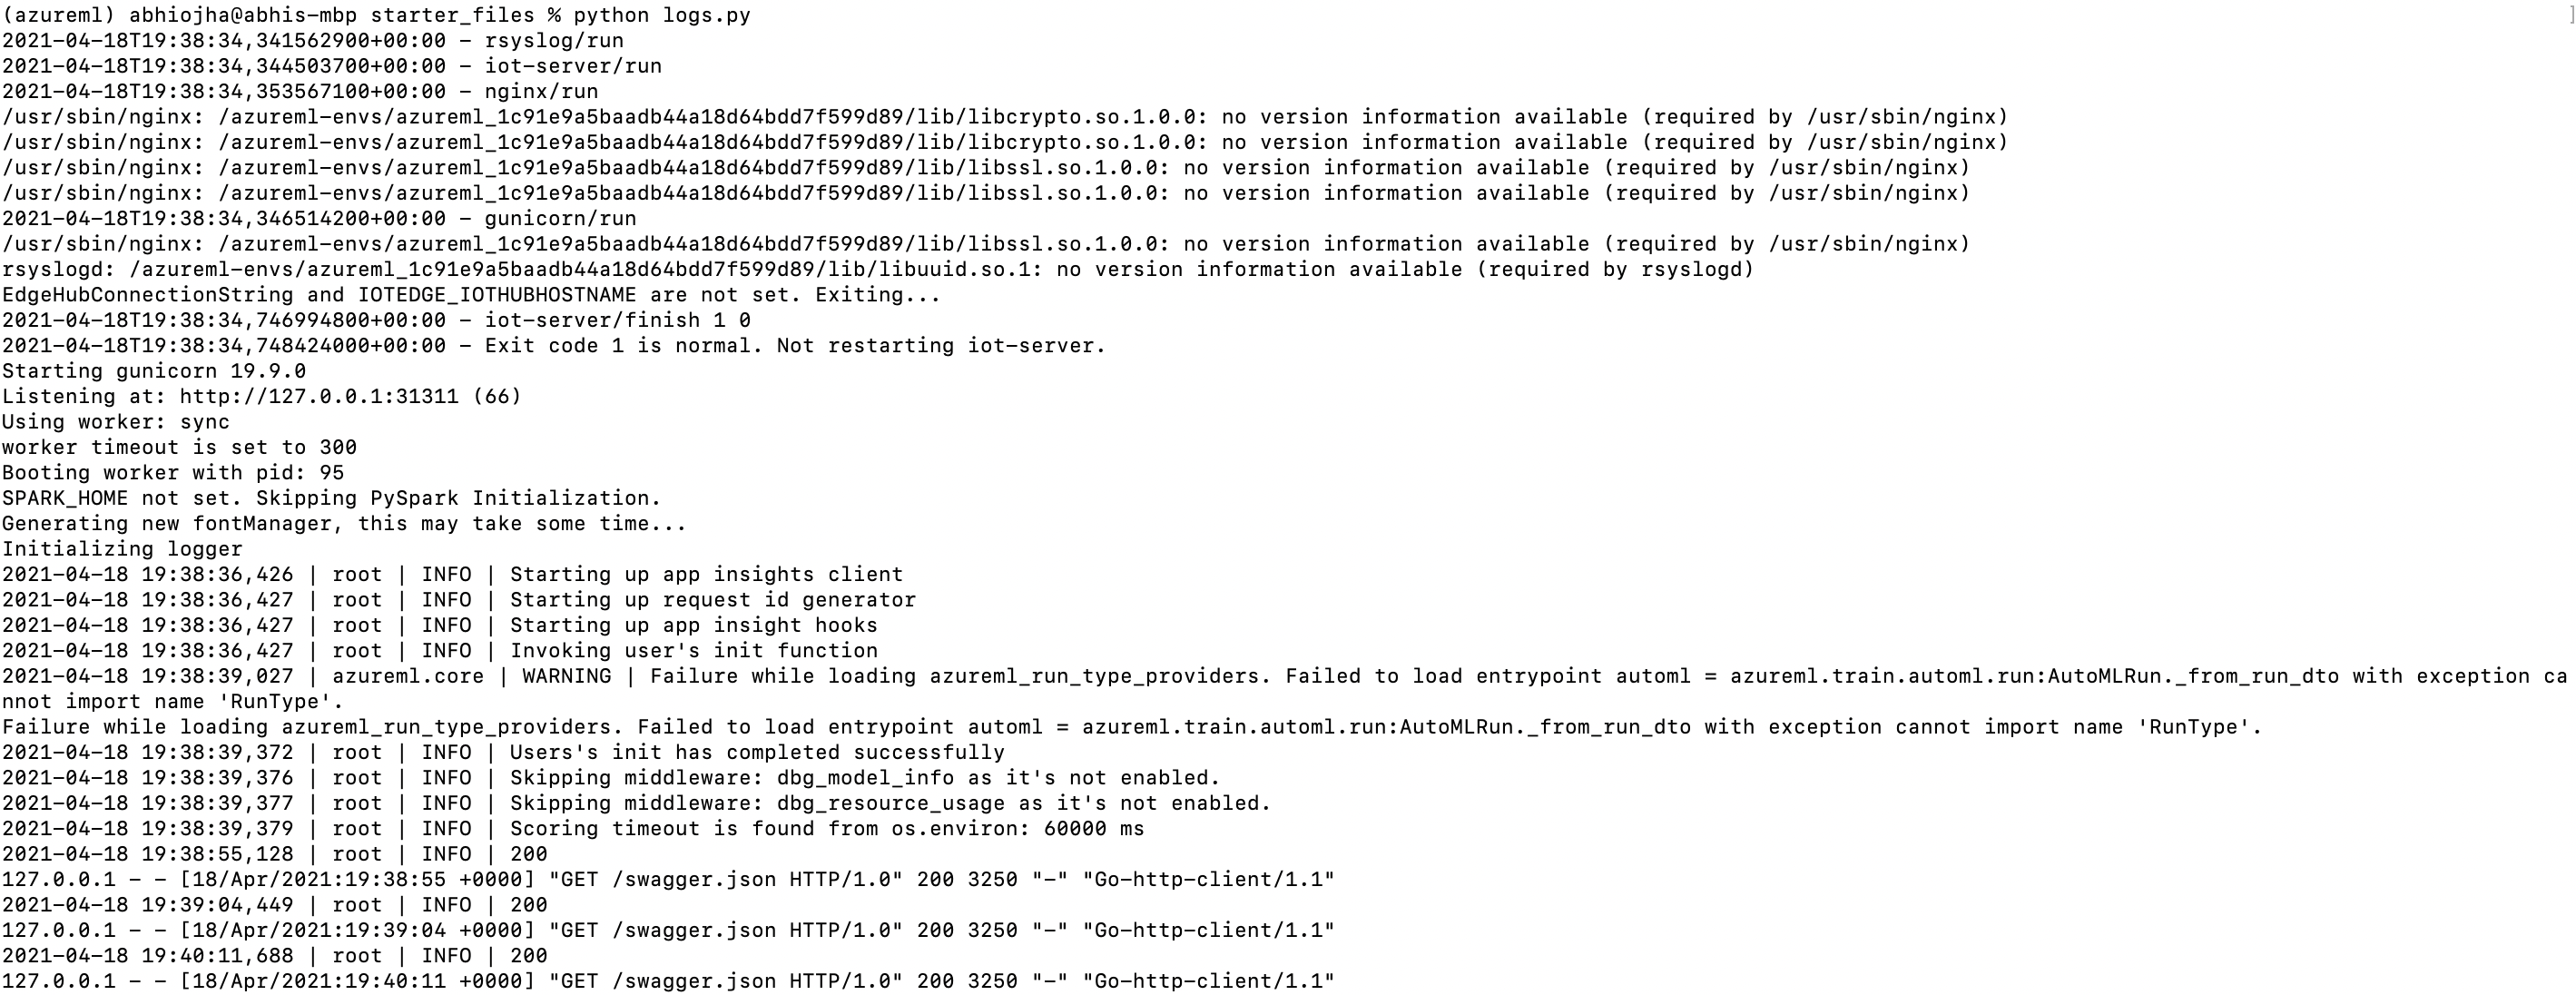 (azureml) abhiojha@abhis-mbp starter_files % python logs.py ]
2021-04-18T19:38:34,341562900+00:00 - rsyslog/run
2021-04-18T19:38:34,344503700+00:00 - iot-server/run
2021-04-18T19:38:34,353567100+00:00 - nginx/run
/usr/sbin/nginx: /azureml-envs/azureml_1c91e9a5baadb44a18d64bdd7f599d89/lib/libcrypto.so.1.0.0: no version information available (required by /usr/sbin/nginx)
/usr/sbin/nginx: /azureml-envs/azureml_1c91e9a5baadb44a18d64bdd7f599d89/lib/libcrypto.so.1.0.0: no version information available (required by /usr/sbin/nginx)
/usr/sbin/nginx: /azureml-envs/azureml_1c91e9a5baadb44a18d64bdd7f599d89/lib/libssl.so.1.0.0: no version information available (required by /usr/sbin/nginx)
/usr/sbin/nginx: /azureml-envs/azureml_1c91e9a5baadb44a18d64bdd7f599d89/lib/libssl.so.1.0.0: no version information available (required by /usr/sbin/nginx)
2021-04-18T19:38:34,346514200+00:00 - gunicorn/run
/usr/sbin/nginx: /azureml-envs/azureml_1c91e9a5baadb44a18d64bdd7f599d89/lib/libssl.so.1.0.0: no version information available (required by /usr/sbin/nginx)
rsyslogd: /azureml-envs/azureml_1c91e9a5baadb44a18d64bdd7f599d89/lib/libuuid.so.1: no version information available (required by rsyslogd)
EdgeHubConnectionString and IOTEDGE_IOTHUBHOSTNAME are not set. Exiting...
2021-04-18T19:38:34,746994800+00:00 - iot-server/finish 1 0
2021-04-18T19:38:34,748424000+00:00 - Exit code 1 is normal. Not restarting iot-server.
Starting gunicorn 19.9.0
Listening at: http://127.0.0.1:31311 (66)
Using worker: sync
worker timeout is set to 300
Booting worker with pid: 95
SPARK_HOME not set. Skipping PySpark Initialization.
Generating new fontManager, this may take some time...
Initializing logger
2021-04-18 19:38:36,426 | root | INFO | Starting up app insights client
2021-04-18 19:38:36,427 | root | INFO | Starting up request id generator
2021-04-18 19:38:36,427 | root | INFO | Starting up app insight hooks
2021-04-18 19:38:36,427 | root | INFO | Invoking user's init function
2021-04-18 19:38:39,027 | azureml.core | WARNING | Failure while loading azureml_run_type_providers. Failed to load entrypoint automl = azureml.train.automl.run:AutoMLRun._from_run_dto with exception ca
nnot import name 'RunType'.
Failure while loading azureml_run_type_providers. Failed to load entrypoint automl = azureml.train.automl.run:AutoMLRun._from_run_dto with exception cannot import name 'RunType'.
2021-04-18 19:38:39,372 | root | INFO | Users's init has completed successfully
2021-04-18 19:38:39,376 | root | INFO | Skipping middleware: dbg_model_info as it's not enabled.
2021-04-18 19:38:39,377 | root | INFO | Skipping middleware: dbg_resource_usage as it's not enabled.
2021-04-18 19:38:39,379 | root | INFO | Scoring timeout is found from os.environ: 60000 ms
2021-04-18 19:38:55,128 | root | INFO | 200
127.0.0.1 - - [18/Apr/2021:19:38:55 +0000] "GET /swagger.json HTTP/1.0" 200 3250 "-" "Go-http-client/1.1"
2021-04-18 19:39:04,449 | root | INFO | 200
127.0.0.1 - - [18/Apr/2021:19:39:04 +0000] "GET /swagger.json HTTP/1.0" 200 3250 "-" "Go-http-client/1.1"
2021-04-18 19:40:11,688 | root | INFO | 200
127.0.0.1 - - [18/Apr/2021:19:40:11 +0000] "GET /swagger.json HTTP/1.0" 200 3250 "-" "Go-http-client/1.1"